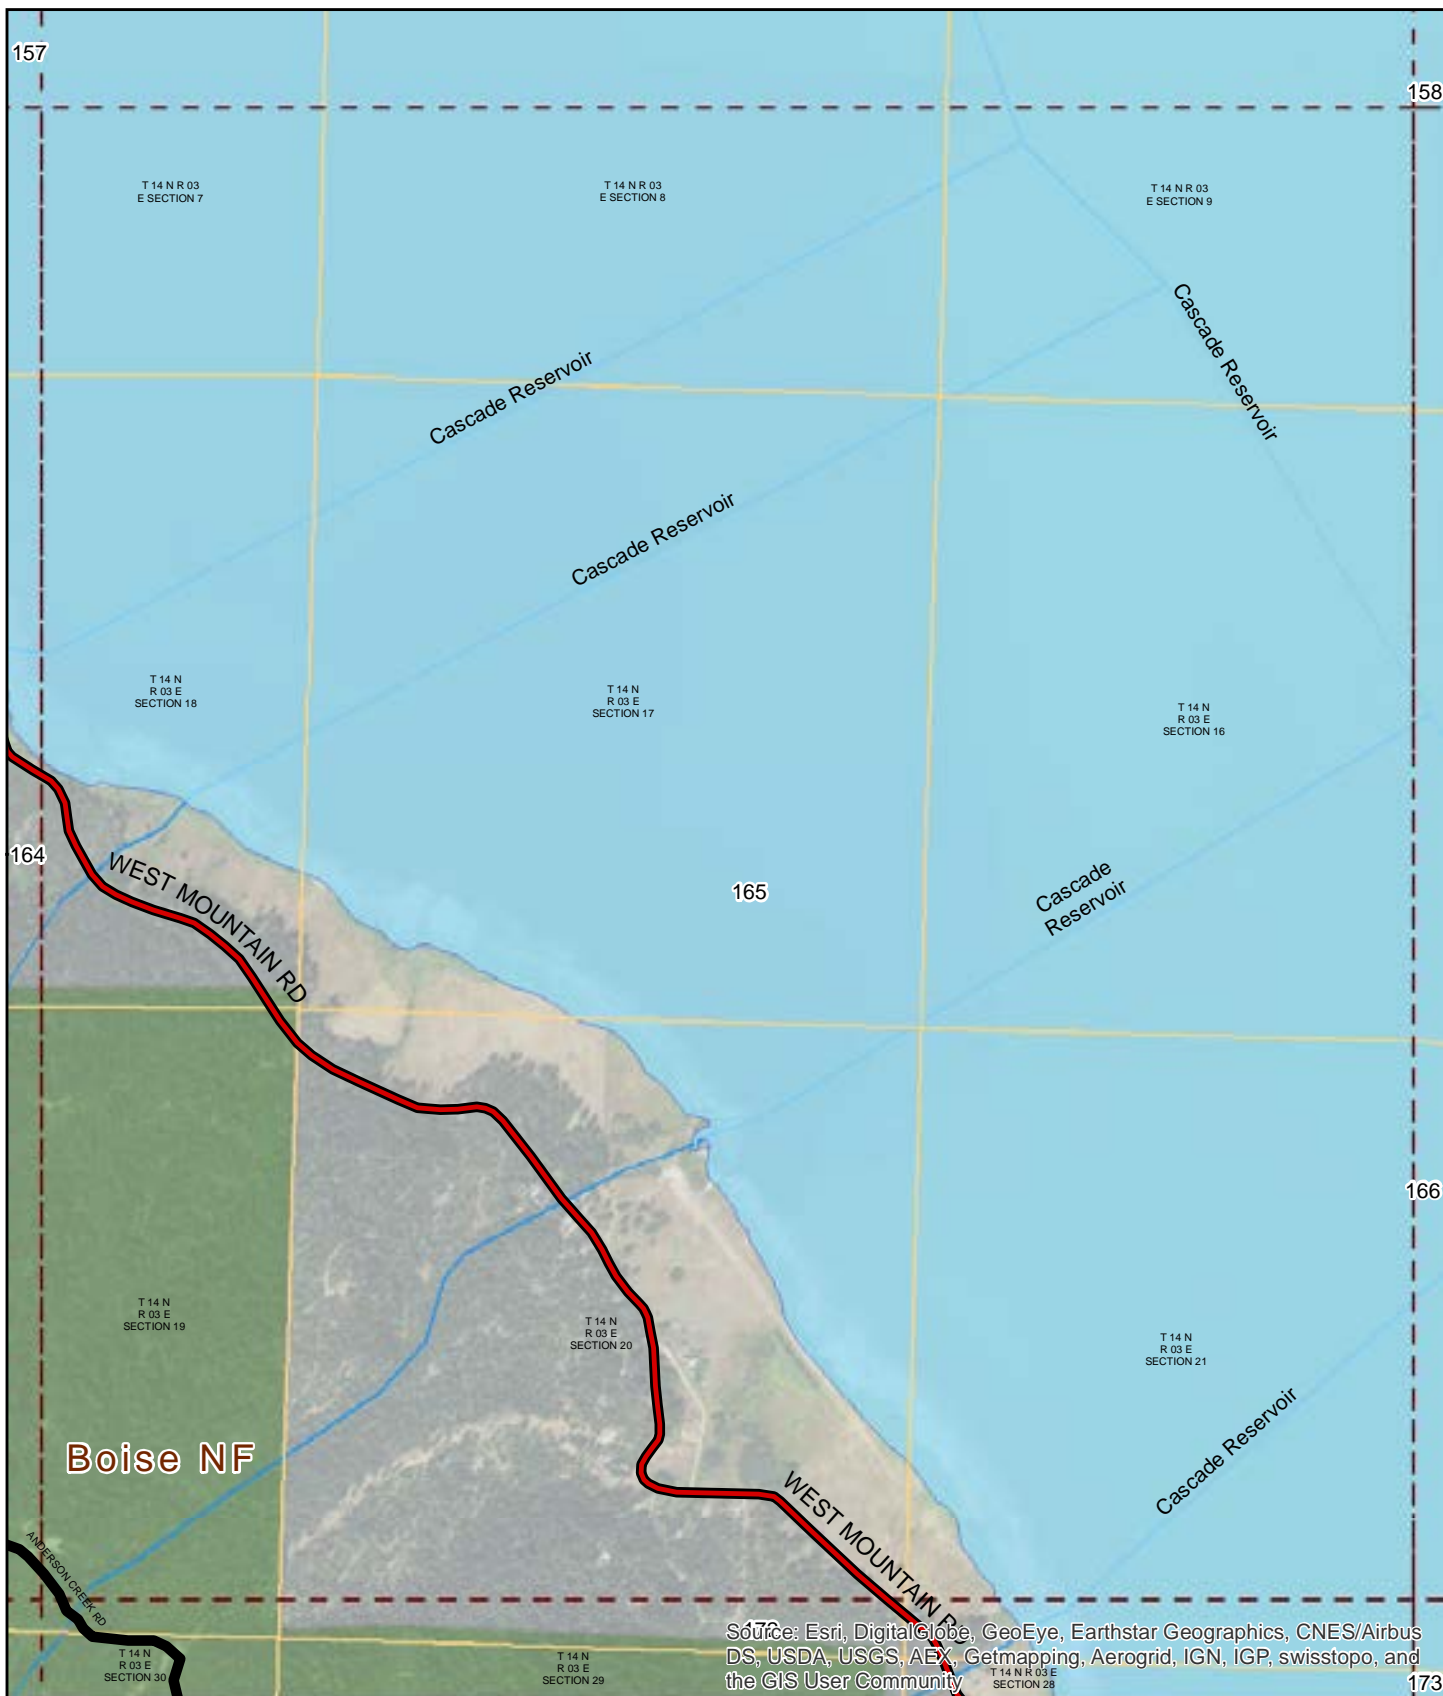 157
158
T 14 N R 03
E SECTION 7
T 14 N R 03
E SECTION 8
T 14 N R 03
E SECTION 9
Cascade Reservoir
Cascade Reservoir
Cascade Reservoir
T 14 N
R 03 E
SECTION 18
T 14 N
R 03 E
SECTION 17
T 14 N
R 03 E
SECTION 16
164
WEST MOUNTAIN RD
165
Cascade
Reservoir
166
T 14 N
R 03 E
SECTION 19
T 14 N
R 03 E
SECTION 20
T 14 N
R 03 E
SECTION 21
Boise NF
Cascade Reservoir
WEST MOUNTAIN RD
ANDERSON CREEK RD
T 14 N
R 03 E
SECTION 30
T 14 N
R 03 E
SECTION 29
T 14 N R 03 E
SECTION 28
Source: Esri, DigitalGlobe, GeoEye, Earthstar Geographics, CNES/Airbus
DS, USDA, USGS, AEX, Getmapping, Aerogrid, IGN, IGP, swisstopo, and
the GIS User Community
173